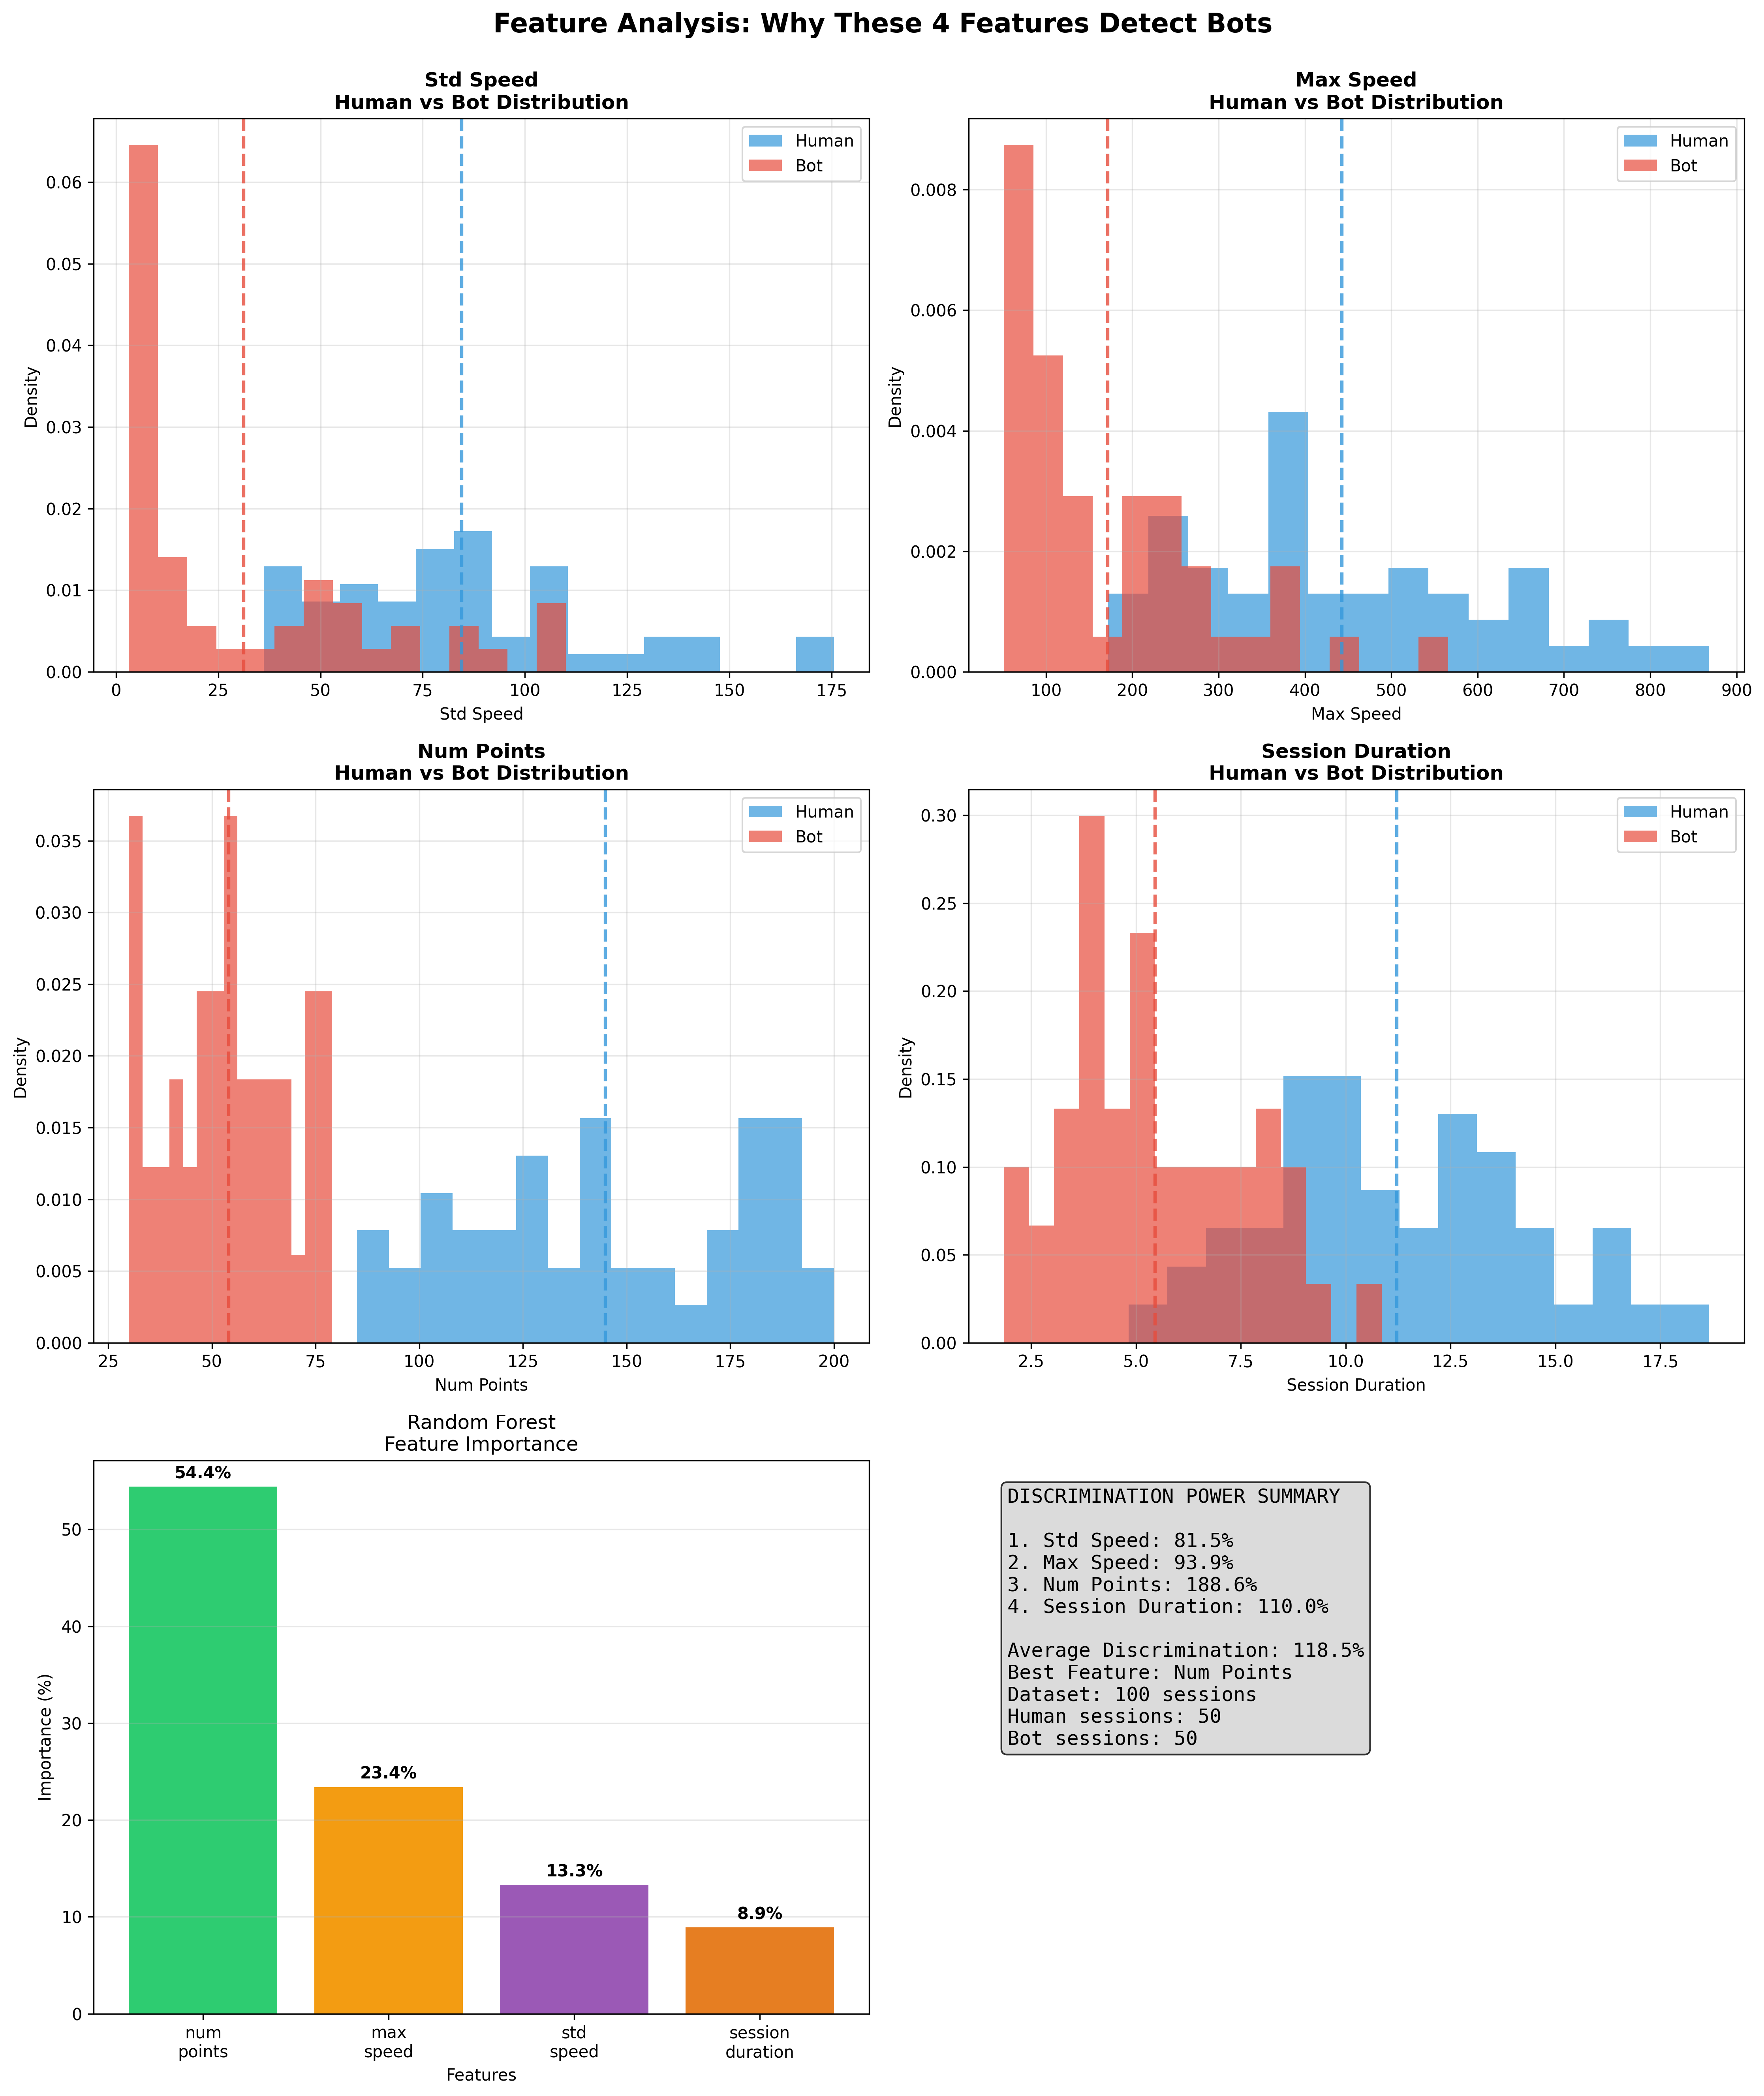 Feature Analysis: Why These 4 Features Detect Bots
Std Speed
Human vs Bot Distribution
Human
Bot
0.06
0.05
0.04
0.03
0.02
0.01
0.00
Density
0
25
50
75
100
125
150
175
Std Speed
Max Speed
Human vs Bot Distribution
Human
Bot
0.008
0.006
0.004
0.002
0.000
Density
100
200
300
400
500
600
700
800
900
Max Speed
Num Points
Human vs Bot Distribution
Human
Bot
0.035
0.030
0.025
0.020
0.015
0.010
0.005
0.000
Density
25
50
75
100
125
150
175
200
Num Points
Session Duration
Human vs Bot Distribution
Human
Bot
0.30
0.25
0.20
0.15
0.10
0.05
0.00
Density
2.5
5.0
7.5
10.0
12.5
15.0
17.5
Session Duration
Random Forest
Feature Importance
54.4%
23.4%
13.3%
8.9%
50
40
30
20
10
0
Importance (%)
num
points
max
speed
std
speed
session
duration
Features
DISCRIMINATION POWER SUMMARY
1. Std Speed: 81.5%
2. Max Speed: 93.9%
3. Num Points: 188.6%
4. Session Duration: 110.0%
Average Discrimination: 118.5%
Best Feature: Num Points
Dataset: 100 sessions
Human sessions: 50
Bot sessions: 50